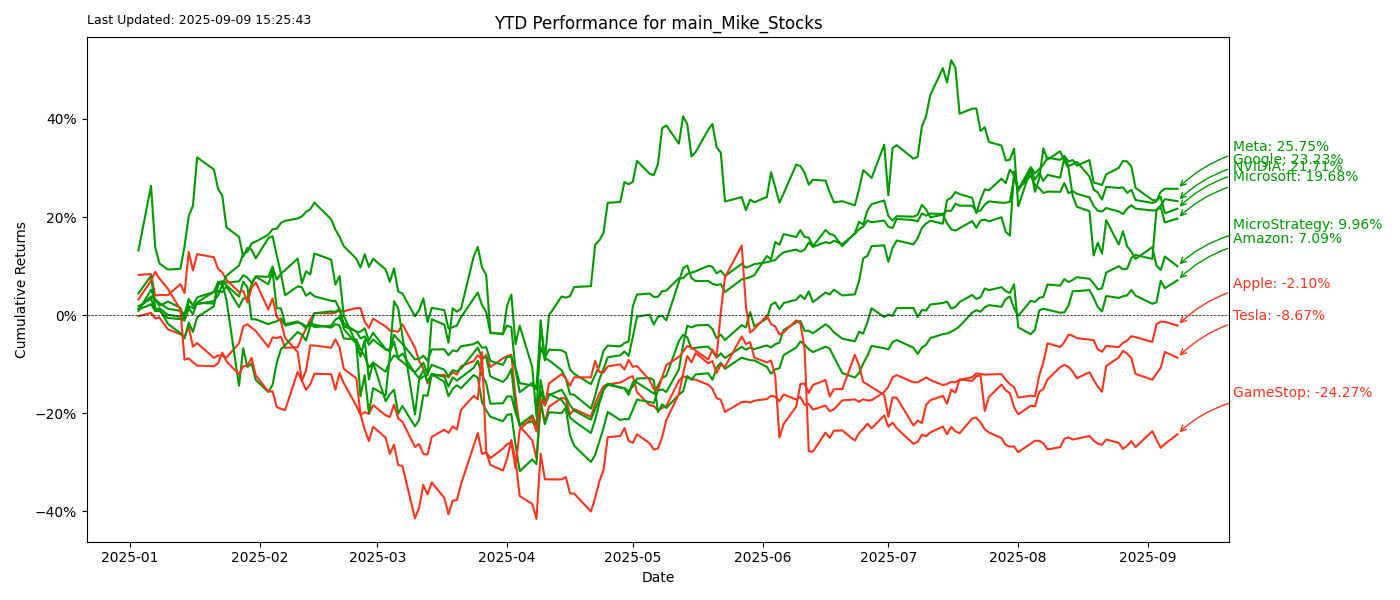 Last Updated: 2025-09-09 15:25:43
YTD Performance for main_Mike_Stocks
Cumulative Returns
40%
20%
0%
−20%
−40%
Meta: 25.75%
Google: 23.23%
NVIDIA: 21.71%
Microsoft: 19.68%
MicroStrategy: 9.96%
Amazon: 7.09%
Apple: -2.10%
Tesla: -8.67%
GameStop: -24.27%
2025-01
2025-02
2025-03
2025-04
2025-05
2025-06
2025-07
2025-08
2025-09
Date